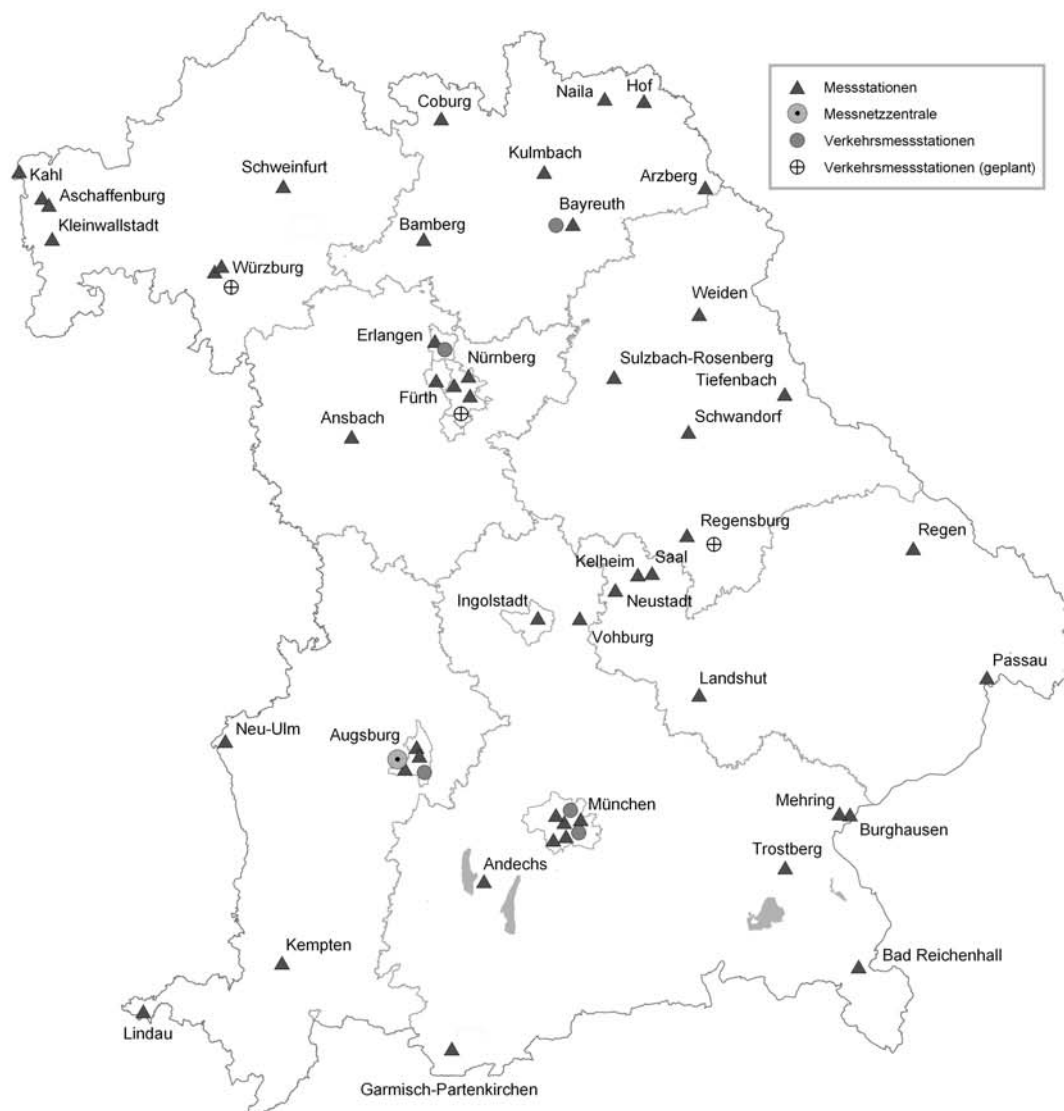 Messstationen
Messnetzzentrale
Verkehrsmessstationen
Verkehrsmessstationen (geplant)
Naila
Hof
Coburg
Kulmbach
Schweinfurt
Kahl
Arzberg
Aschaffenburg
Kleinwallstadt
Bamberg
Bayreuth
Würzburg
Weiden
Erlangen
Nürnberg
Sulzbach-Rosenberg
Tiefenbach
Fürth
Ansbach
Schwandorf
Regensburg
Regen
Kelheim
Saal
Ingolstadt
Neustadt
Vohburg
Passau
Landshut
Neu-Ulm
Augsburg
München
Mehring
Burghausen
Trostberg
Andechs
Kempten
Bad Reichenhall
Lindau
Garmisch-Partenkirchen